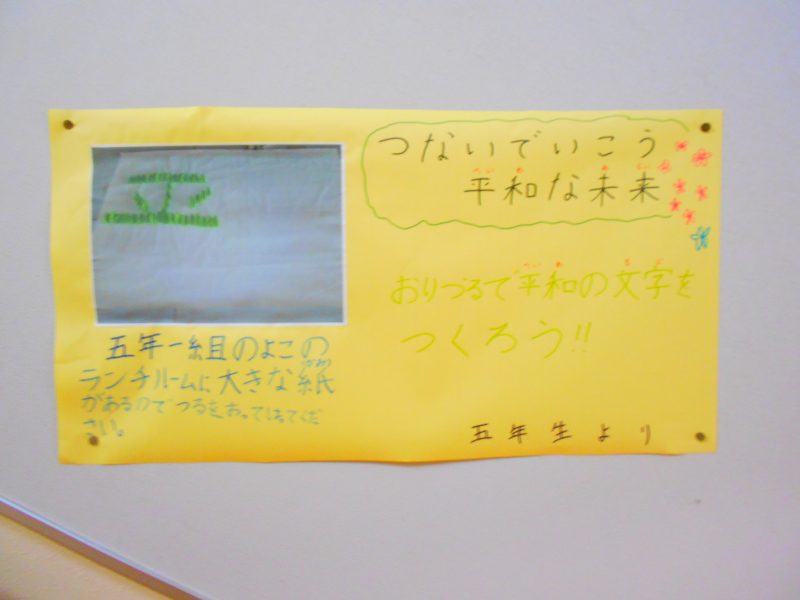 つないでいこう
平和な未来
おりづるで平和の文字を
つくろう!!
五年一組のよこの
ランチルームに大きな紙
があるのでつるをおってはってくだ
さい。
五年生より